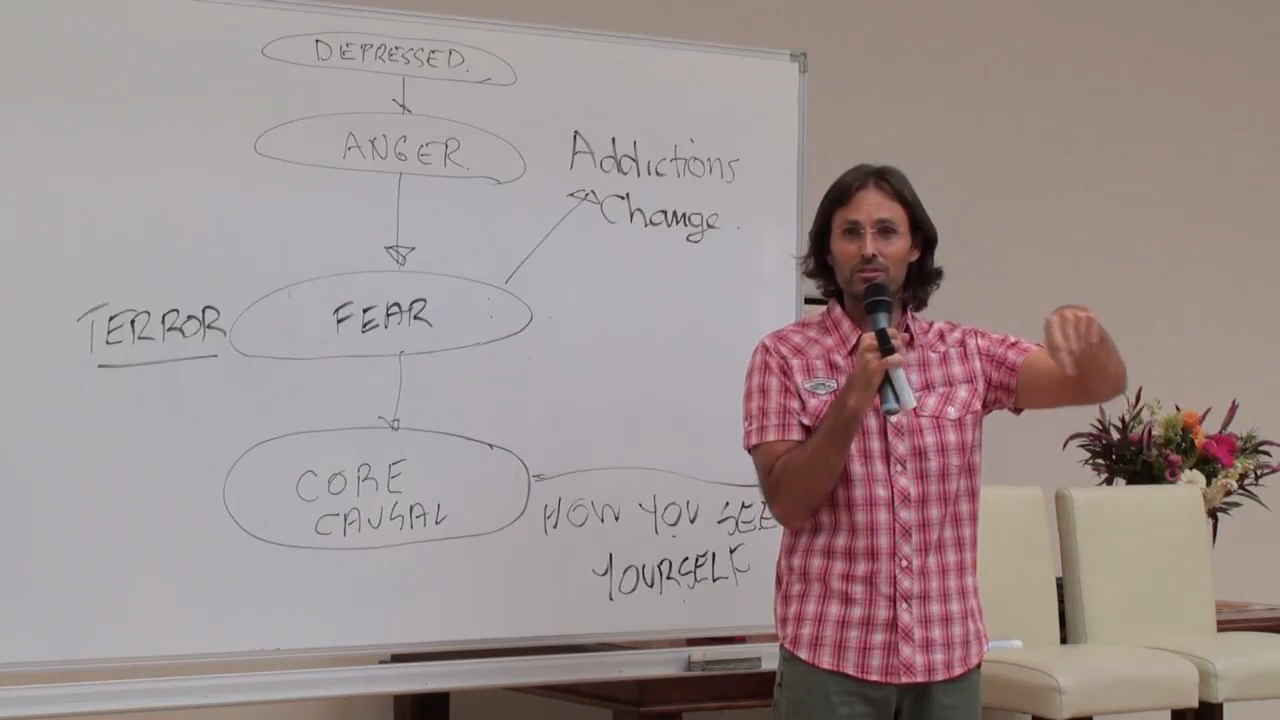 DEPRESSED.
ANGER
Addictions
Change.
TERROR
FEAR
CORE
CAUSAL
HOW YOU SEE
YOURSELF